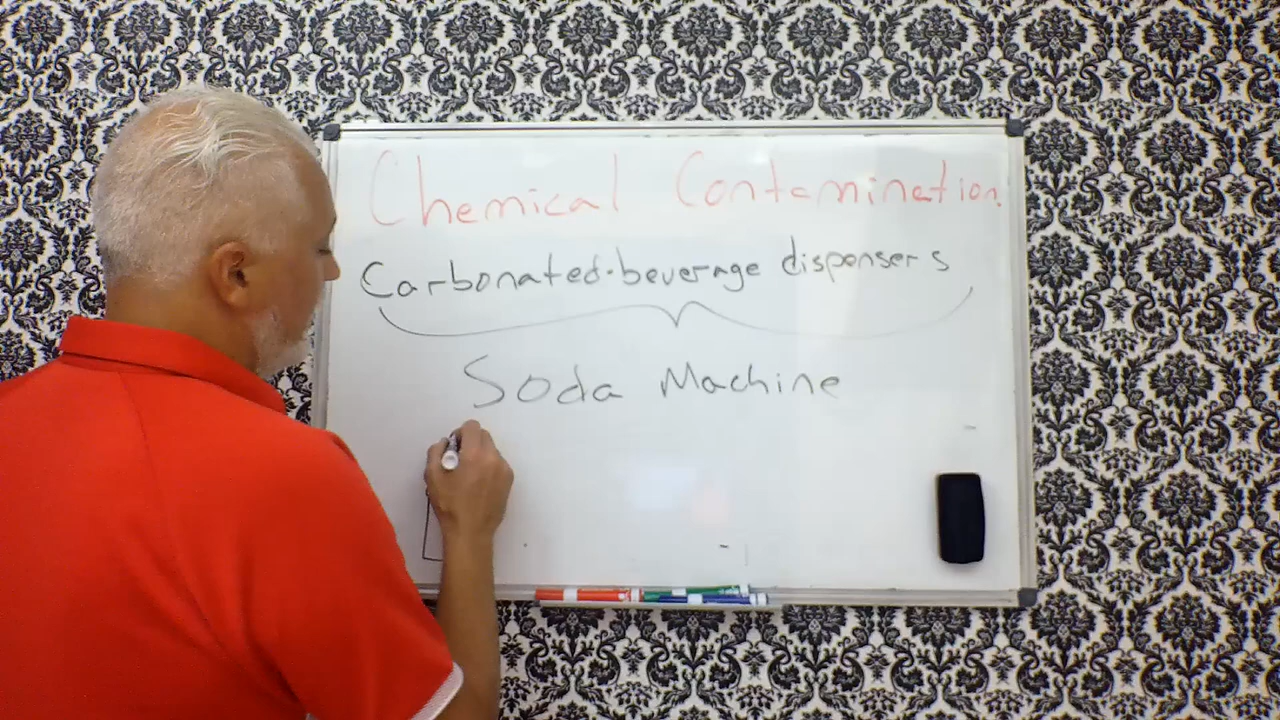 Chemical Contamination
Carbonated-beverage dispensers
Soda Machine